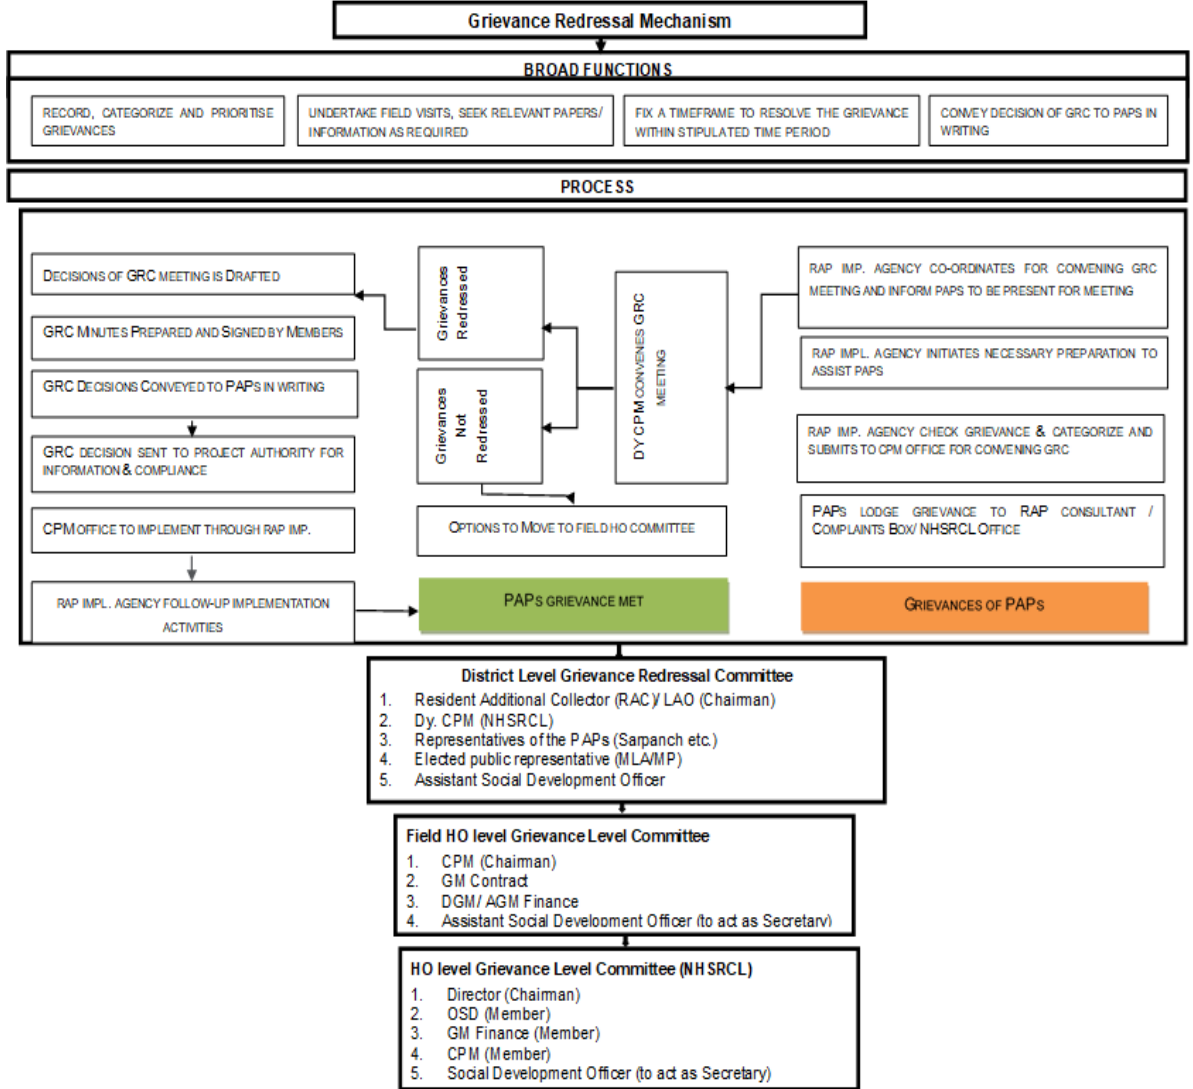 Grievance Redressal Mechanism
BROAD FUNCTIONS
RECORD, CATEGORIZE AND PRIORITISE
GRIEVANCES
UNDERTAKE FIELD VISITS, SEEK RELEVANT PAPERS/
INFORMATION AS REQUIRED
FIX A TIMEFRAME TO RESOLVE THE GRIEVANCE
WITHIN STIPULATED TIME PERIOD
CONVEY DECISION OF GRC TO PAPS IN
WRITING
PROCESS
DECISIONS OF GRC MEETING IS DRAFTED
GRC MINUTES PREPARED AND SIGNED BY MEMBERS
GRC DECISIONS CONVEYED TO PAPS IN WRITING
GRC DECISION SENT TO PROJECT AUTHORITY FOR
INFORMATION & COMPLIANCE
CPM OFFICE TO IMPLEMENT THROUGH RAP IMP.
RAP IMPL. AGENCY FOLLOW-UP IMPLEMENTATION
ACTIVITIES
Grievances
Redressed
Grievances
Not
Redressed
OPTIONS TO MOVE TO FIELD HO COMMITTEE
PAPS GRIEVANCE MET
DY CPM CONVENES GRC
MEETING
RAP IMP. AGENCY CO-ORDINATES FOR CONVENING GRC
MEETING AND INFORM PAPS TO BE PRESENT FOR MEETING
RAP IMPL. AGENCY INITIATES NECESSARY PREPARATION TO
ASSIST PAPS
RAP IMP. AGENCY CHECK GRIEVANCE & CATEGORIZE AND
SUBMITS TO CPM OFFICE FOR CONVENING GRC
PAPS LODGE GRIEVANCE TO RAP CONSULTANT /
COMPLAINTS BOX/ NHSRCL OFFICE
GRIEVANCES OF PAPS
District Level Grievance Redressal Committee
1. Resident Additional Collector (RAC)/ LAO (Chairman)
2. Dy. CPM (NHSRCL)
3. Representatives of the PAPs (Sarpanch etc.)
4. Elected public representative (MLA/MP)
5. Assistant Social Development Officer
Field HO level Grievance Level Committee
1. CPM (Chairman)
2. GM Contract
3. DGM/ AGM Finance
4. Assistant Social Development Officer (to act as Secretary)
HO level Grievance Level Committee (NHSRCL)
1. Director (Chairman)
2. OSD (Member)
3. GM Finance (Member)
4. CPM (Member)
5. Social Development Officer (to act as Secretary)